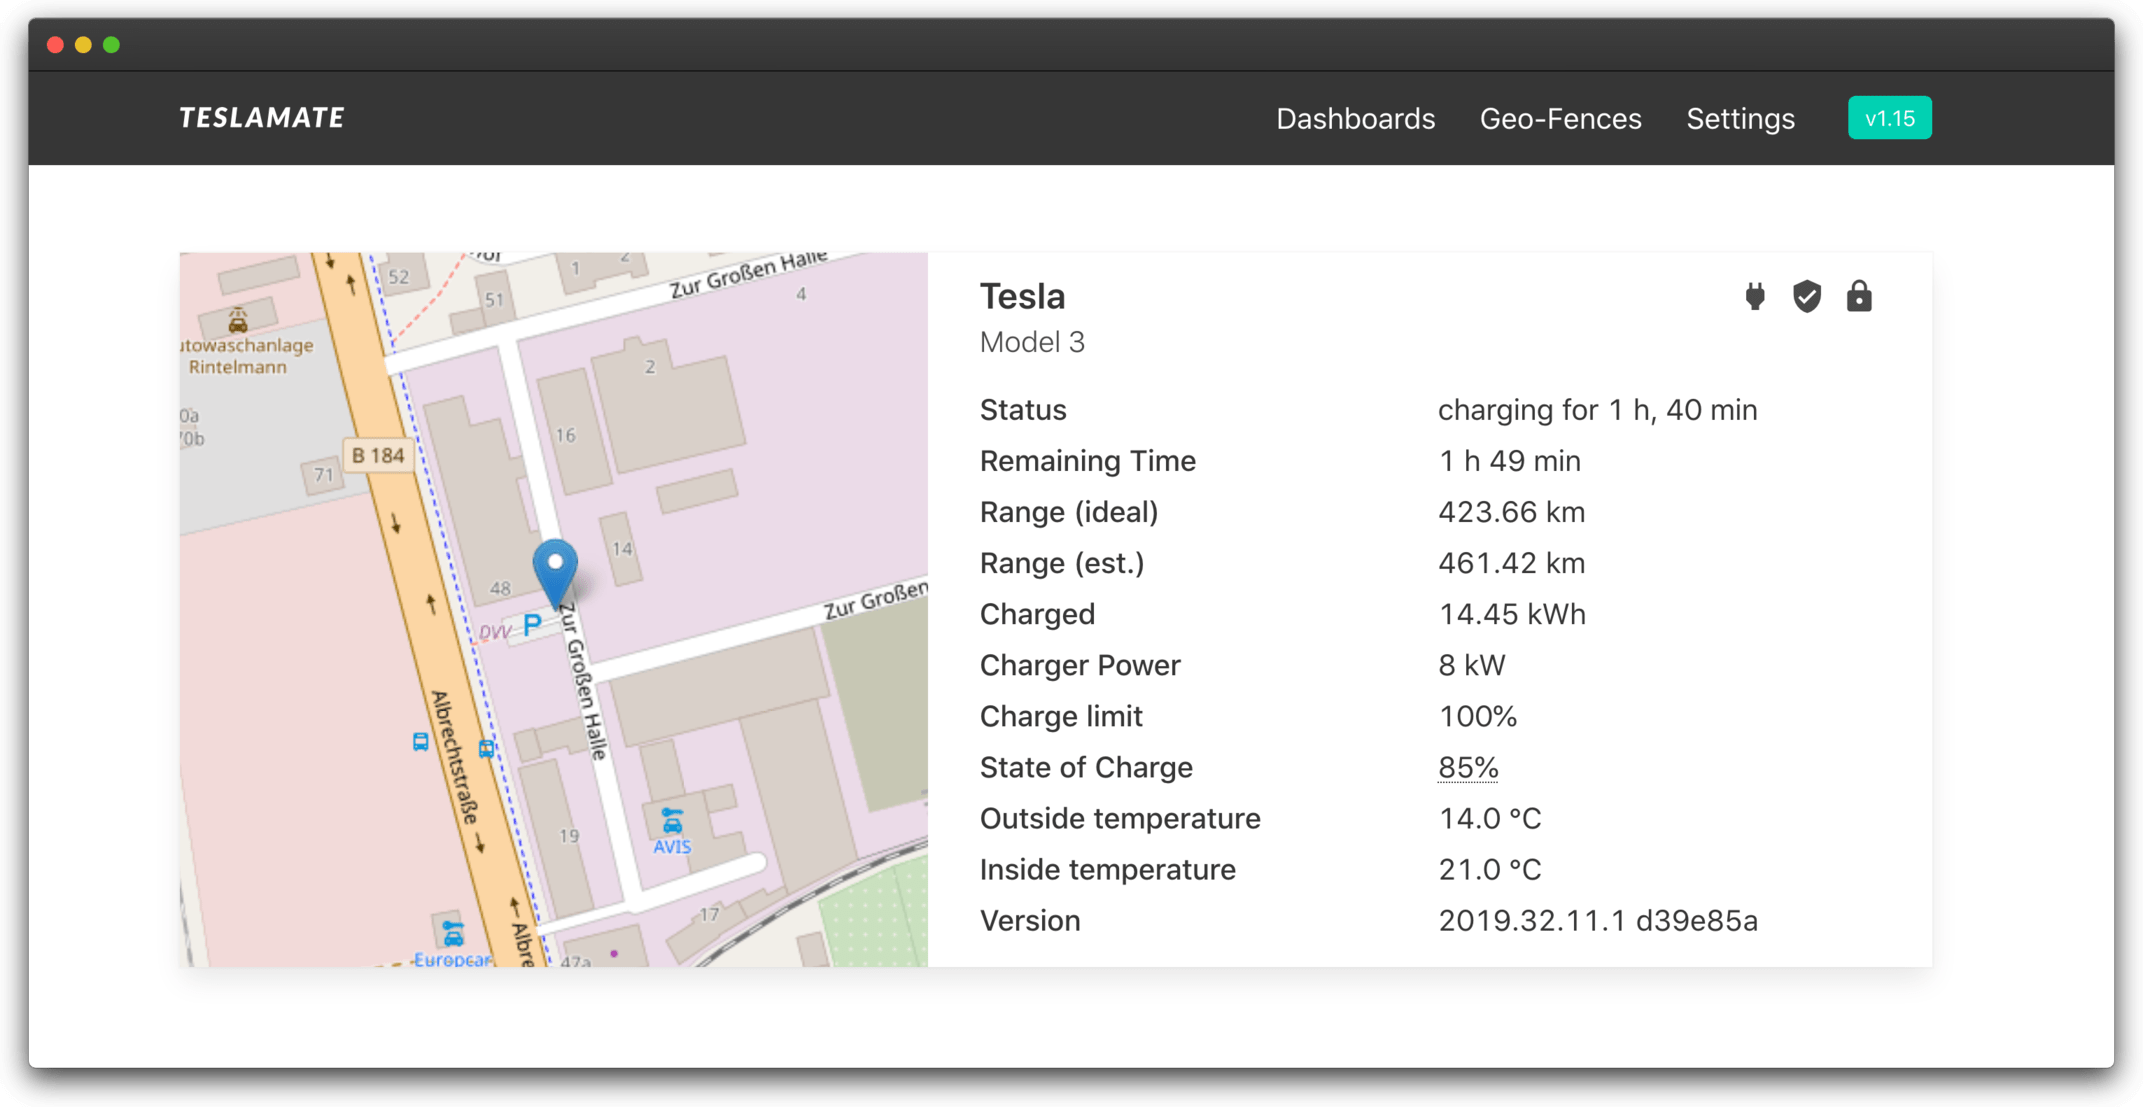 TESLAMATE
Dashboards Geo-Fences Settings v1.15
Tesla
Model 3
Status charging for 1 h, 40 min
Remaining Time 1 h 49 min
Range (ideal) 423.66 km
Range (est.) 461.42 km
Charged 14.45 kWh
Charger Power 8 kW
Charge limit 100%
State of Charge 85%
Outside temperature 14.0 °C
Inside temperature 21.0 °C
Version 2019.32.11.1 d39e85a
52
51
1
2
Zur Großen Halle
4
utowaschanlage
Rintelmann
2
0a
70b
16
B 184
71
14
48
DVV P
Zur Großen
Zur Großen Halle
Albrechtstraße
19
AVIS
17
Europcar
Albre
47a